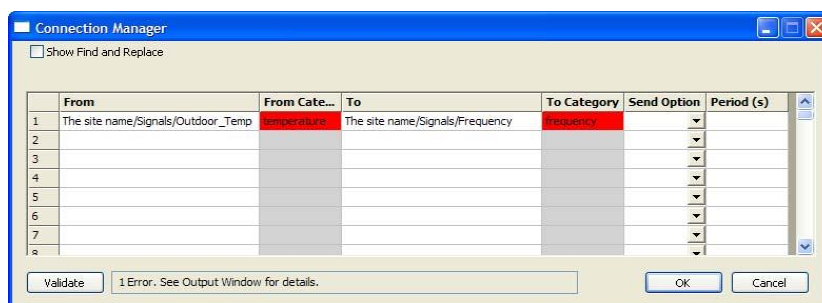 Connection Manager
Show Find and Replace
From From Cate... To To Category Send Option Period (s)
1 The site name/Signals/Outdoor_Temp temperature The site name/Signals/Frequency frequency
2
3
4
5
6
7
8
Validate 1 Error. See Output Window for details. OK Cancel